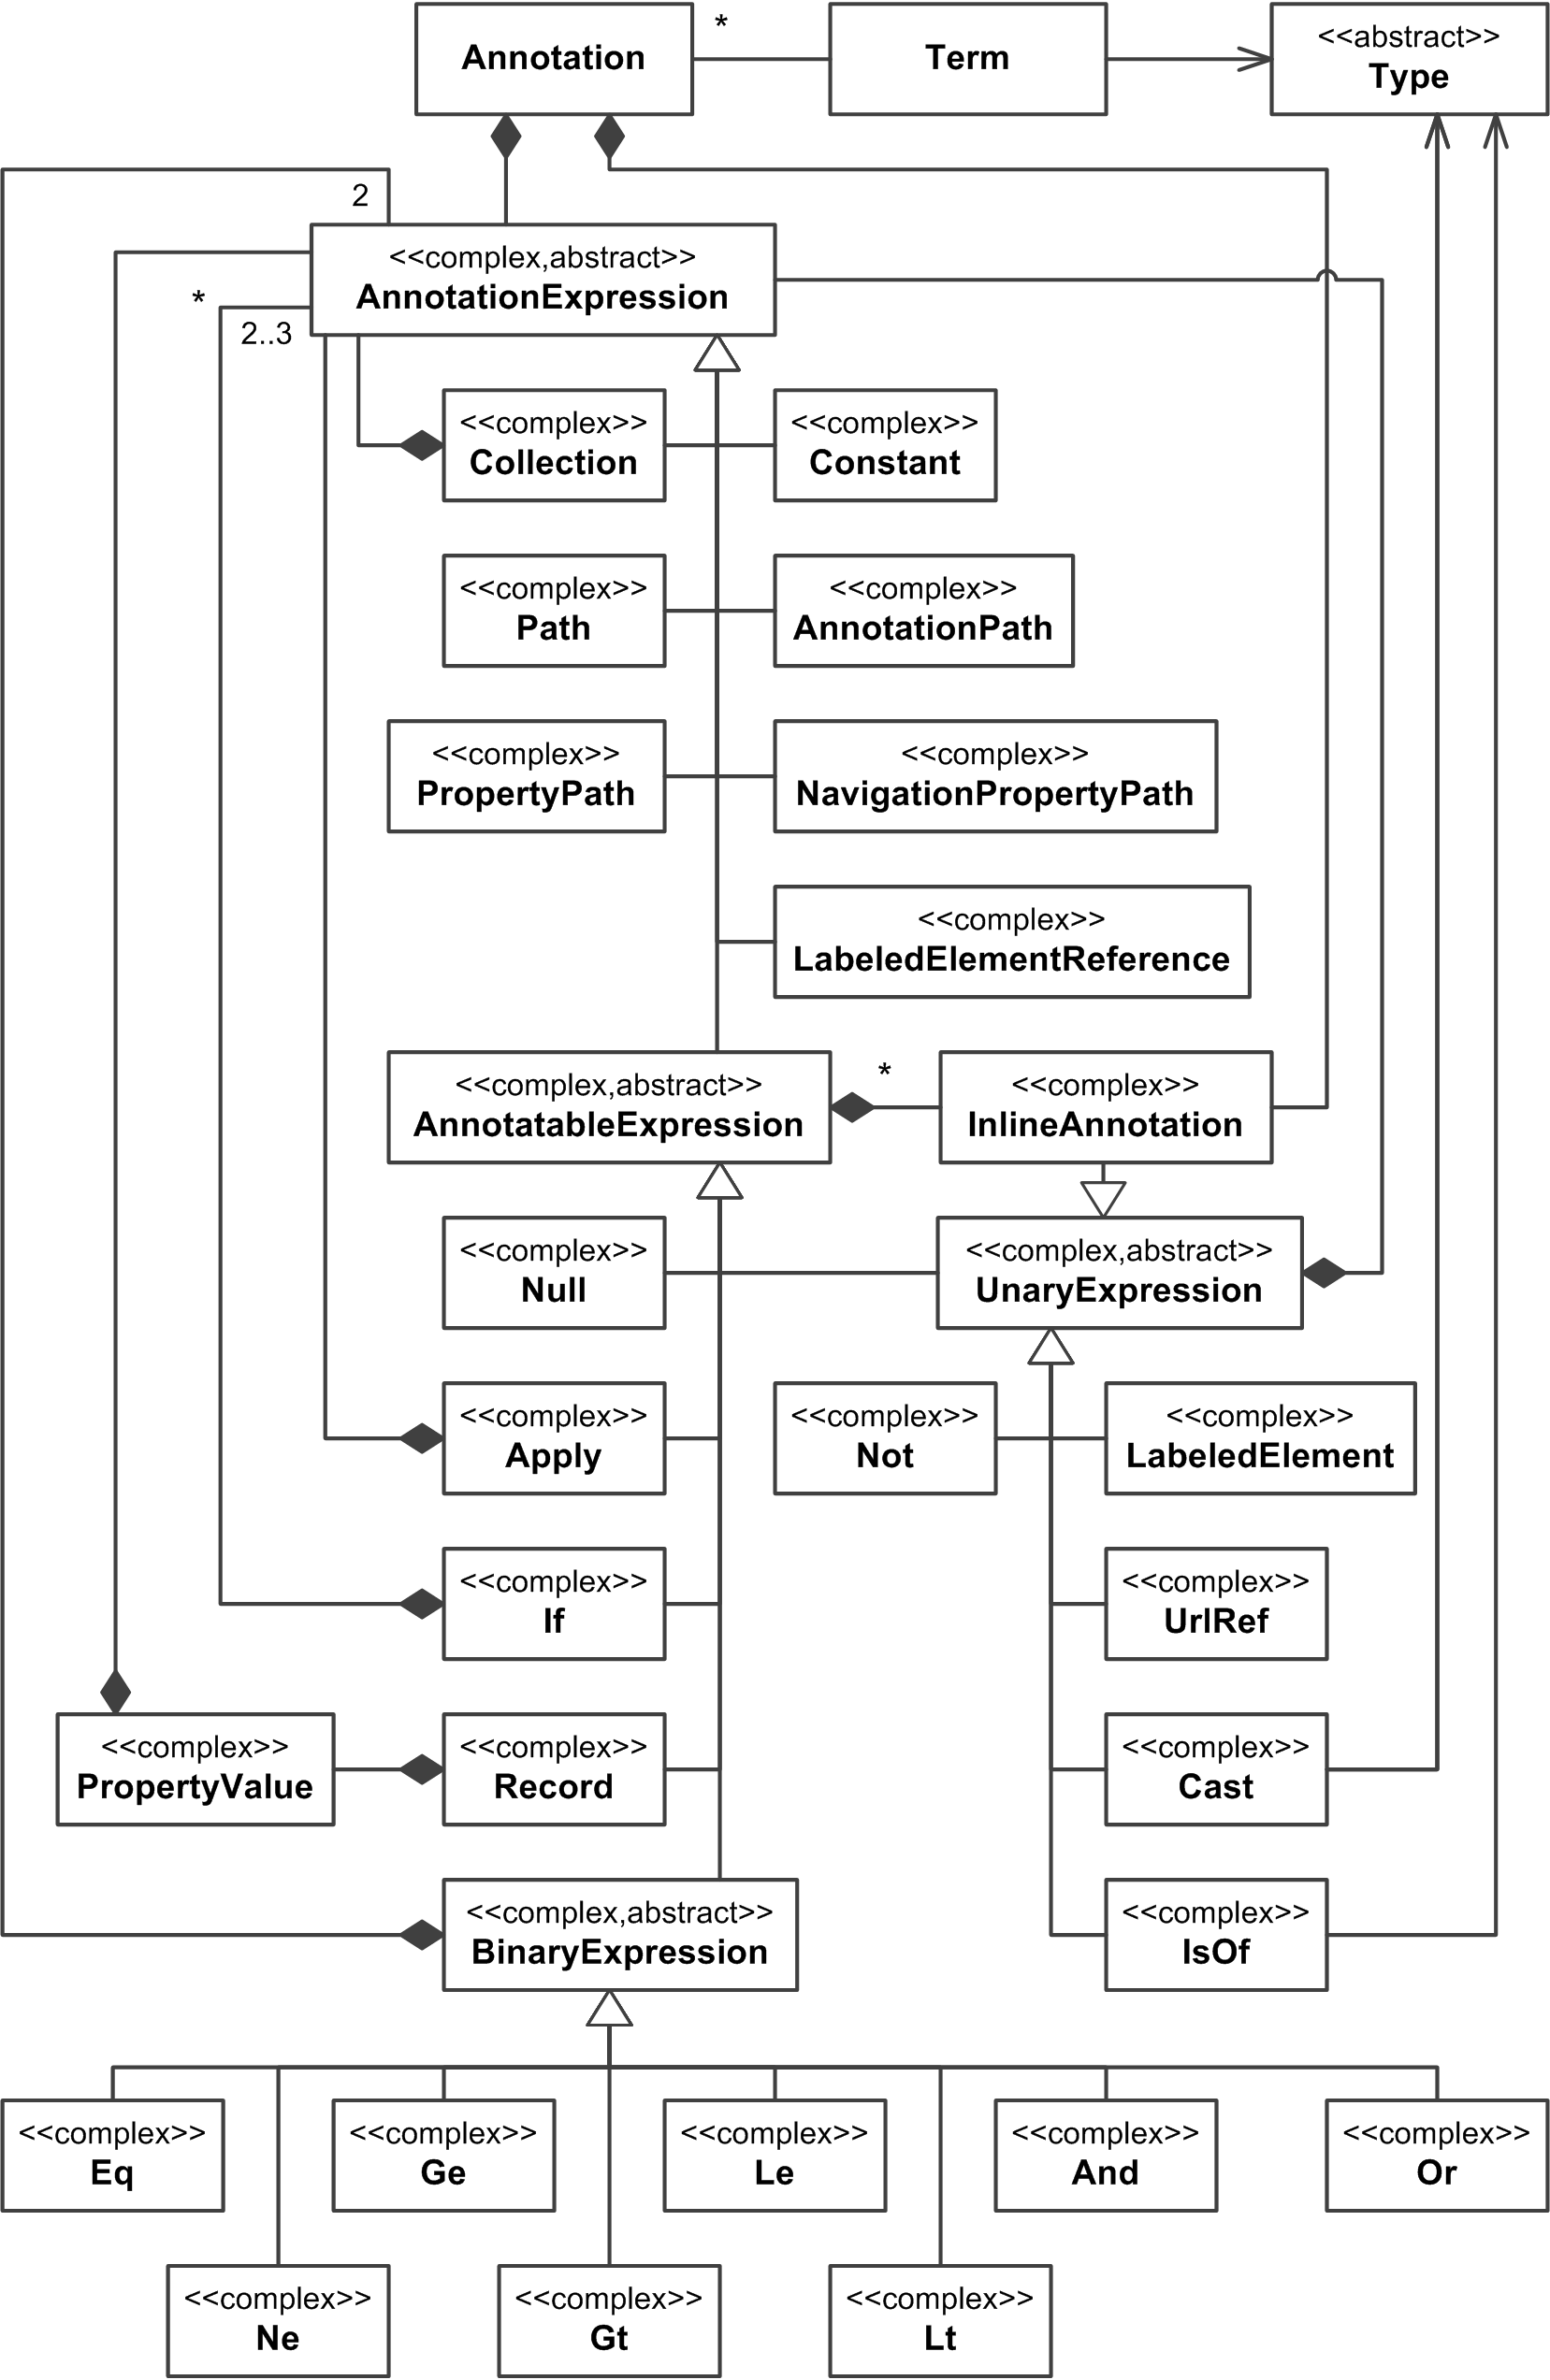 Annotation
*
Term
<<abstract>>
Type
2
<<complex,abstract>>
AnnotationExpression
*
2..3
<<complex>>
Collection
<<complex>>
Constant
<<complex>>
Path
<<complex>>
AnnotationPath
<<complex>>
PropertyPath
<<complex>>
NavigationPropertyPath
<<complex>>
LabeledElementReference
<<complex,abstract>>
AnnotatableExpression
*
<<complex>>
InlineAnnotation
<<complex>>
Null
<<complex,abstract>>
UnaryExpression
<<complex>>
Apply
<<complex>>
Not
<<complex>>
LabeledElement
<<complex>>
If
<<complex>>
UrlRef
<<complex>>
PropertyValue
<<complex>>
Record
<<complex>>
Cast
<<complex,abstract>>
BinaryExpression
<<complex>>
IsOf
<<complex>>
Eq
<<complex>>
Ge
<<complex>>
Le
<<complex>>
And
<<complex>>
Or
<<complex>>
Ne
<<complex>>
Gt
<<complex>>
Lt